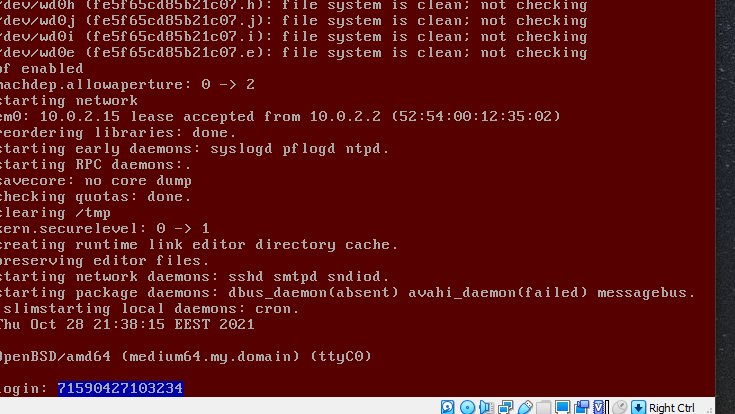 /dev/wd0h (fe5f65cd85b21c07.h): file system is clean; not checking
/dev/wd0j (fe5f65cd85b21c07.j): file system is clean; not checking
/dev/wd0i (fe5f65cd85b21c07.i): file system is clean; not checking
/dev/wd0e (fe5f65cd85b21c07.e): file system is clean; not checking
pf enabled
machdep.allowaperture: 0 -> 2
starting network
em0: 10.0.2.15 lease accepted from 10.0.2.2 (52:54:00:12:35:02)
reordering libraries: done.
starting early daemons: syslogd pflogd ntpd.
starting RPC daemons:.
savecore: no core dump
checking quotas: done.
clearing /tmp
kern.securelevel: 0 -> 1
creating runtime link editor directory cache.
preserving editor files.
starting network daemons: sshd smtpd sndiod.
starting package daemons: dbus_daemon(absent) avahi_daemon(failed) messagebus.
slimstarting local daemons: cron.
Thu Oct 28 21:38:15 EEST 2021
OpenBSD/amd64 (medium64.my.domain) (ttyC0)
login: 71590427103234
Right Ctrl